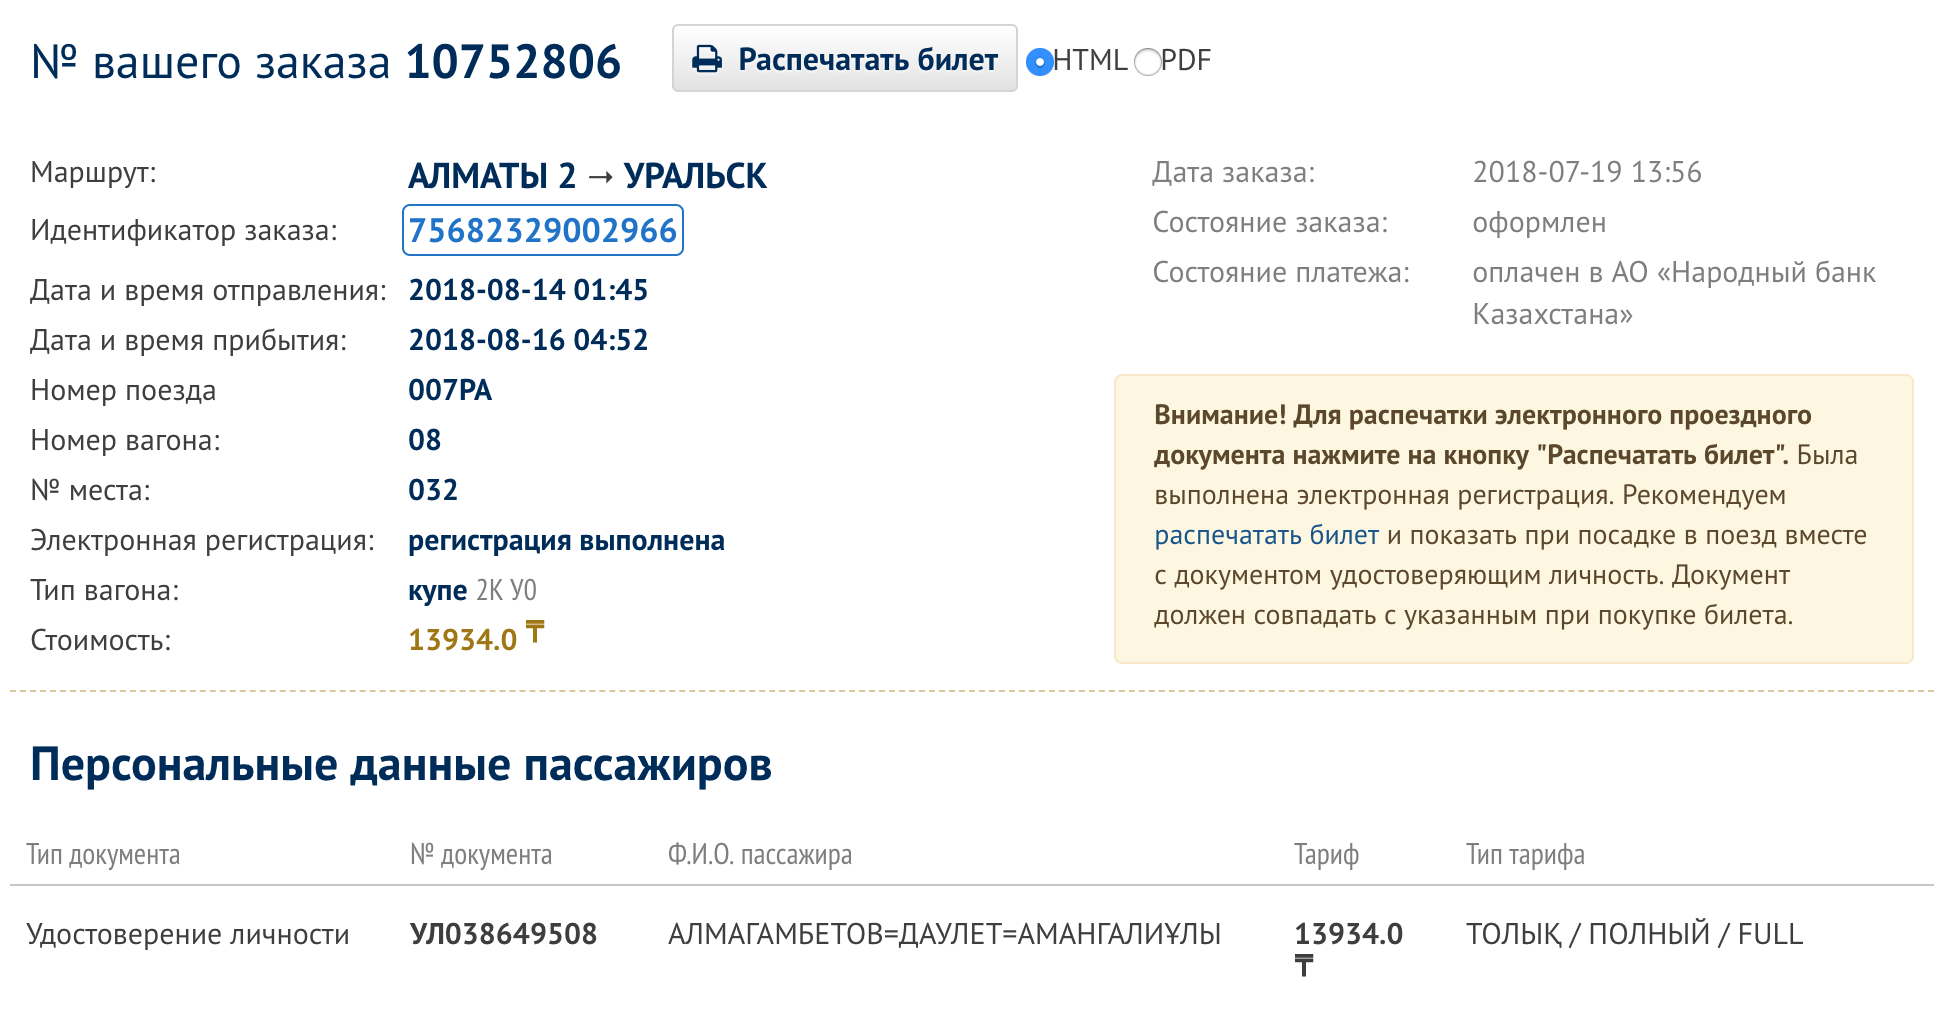 № вашего заказа 10752806 Распечатать билет HTML PDF
Маршрут: АЛМАТЫ 2 → УРАЛЬСК
Идентификатор заказа: 75682329002966
Дата и время отправления: 2018-08-14 01:45
Дата и время прибытия: 2018-08-16 04:52
Номер поезда 007РА
Номер вагона: 08
№ места: 032
Электронная регистрация: регистрация выполнена
Тип вагона: купе 2К У0
Стоимость: 13934.0 ₸
Дата заказа: 2018-07-19 13:56
Состояние заказа: оформлен
Состояние платежа: оплачен в АО «Народный банк
Казахстана»
Внимание! Для распечатки электронного проездного
документа нажмите на кнопку "Распечатать билет". Была
выполнена электронная регистрация. Рекомендуем
распечатать билет и показать при посадке в поезд вместе
с документом удостоверяющим личность. Документ
должен совпадать с указанным при покупке билета.
Персональные данные пассажиров
Тип документа № документа Ф.И.О. пассажира Тариф Тип тарифа
Удостоверение личности УЛ038649508 АЛМАГАМБЕТОВ=ДАУЛЕТ=АМАНГАЛИҰЛЫ 13934.0 ТОЛЫҚ / ПОЛНЫЙ / FULL
₸